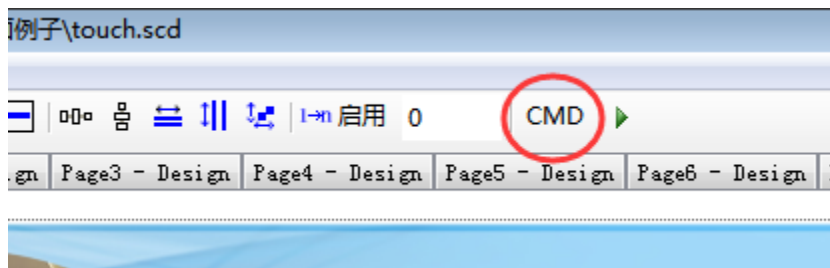 例子\touch.scd
1→n 启用 0 CMD
gn Page3 - Design Page4 - Design Page5 - Design Page6 - Design